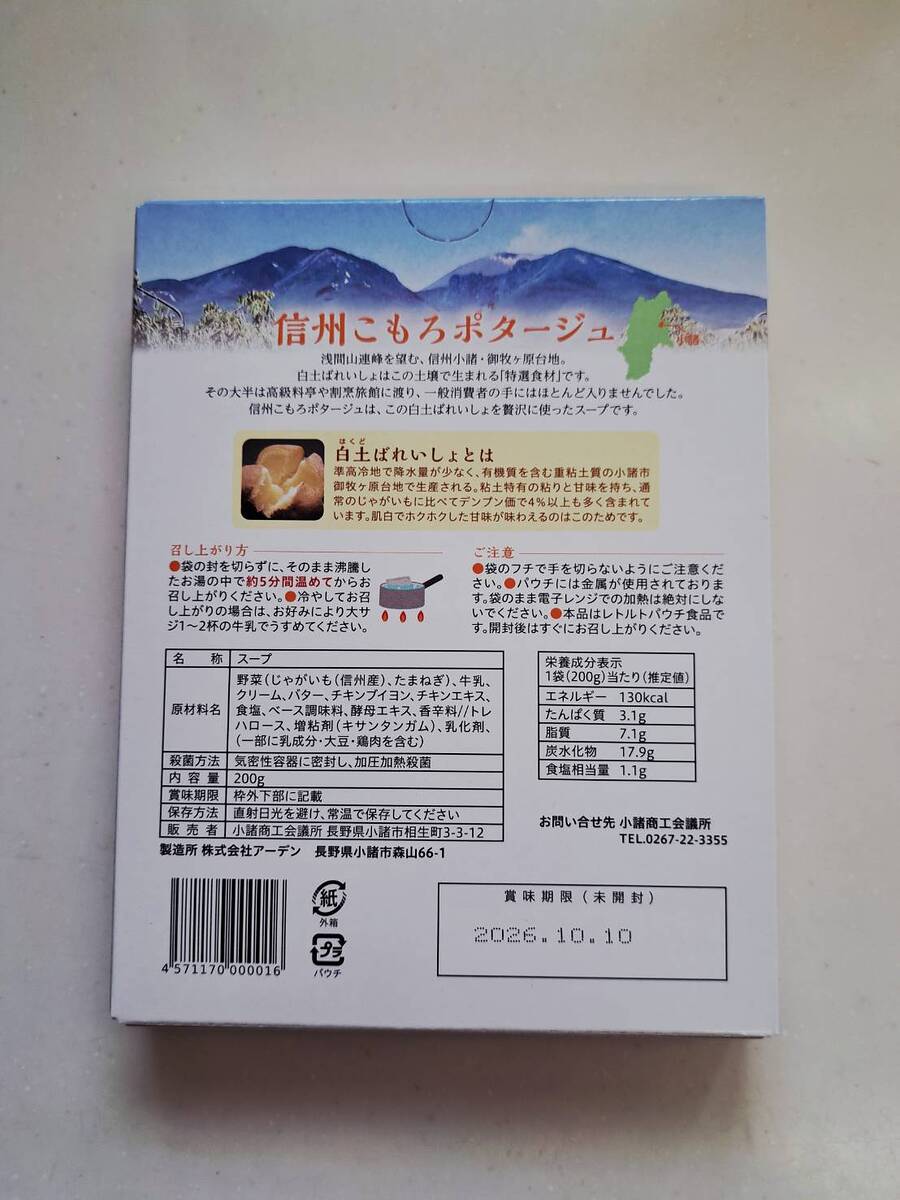 信州こもろポタージュ
小諸
浅間山連峰を望む、信州小諸・御牧ヶ原台地。
白土ばれいしょはこの土壌で生まれる「特選食材」です。
その大半は高級料亭や割烹旅館に渡り、一般消費者の手にはほとんど入りませんでした。
信州こもろポタージュは、この白土ばれいしょを贅沢に使ったスープです。
はくど
白土ばれいしょとは
準高冷地で降水量が少なく、有機質を含む重粘土質の小諸市
御牧ヶ原台地で生産される。粘土特有の粘りと甘味を持ち、通
常のじゃがいもに比べてデンプン価で4%以上も多く含まれて
います。肌白でホクホクした甘味が味わえるのはこのためです。
召し上がり方
●袋の封を切らずに、そのまま沸騰し
たお湯の中で約5分間温めてからお
召し上がりください。●冷やしてお召
し上がりの場合は、お好みにより大サ
ジ1〜2杯の牛乳でうすめてください。
ご注意
●袋のフチで手を切らないようにご注意くだ
さい。●パウチには金属が使用されておりま
す。袋のまま電子レンジでの加熱は絶対にしな
いでください。●本品はレトルトパウチ食品で
す。開封後はすぐにお召し上がりください。
名 称 スープ
原材料名 野菜(じゃがいも(信州産)、たまねぎ)、牛乳、
クリーム、バター、チキンブイヨン、チキンエキス、
食塩、ベース調味料、酵母エキス、香辛料//トレ
ハロース、増粘剤(キサンタンガム)、乳化剤、
(一部に乳成分・大豆・鶏肉を含む)
殺菌方法 気密性容器に密封し、加圧加熱殺菌
内 容 量 200g
賞味期限 枠外下部に記載
保存方法 直射日光を避け、常温で保存してください
販 売 者 小諸商工会議所 長野県小諸市相生町3-3-12
製造所 株式会社アーデン 長野県小諸市森山66-1
栄養成分表示
1袋(200g)当たり(推定値)
エネルギー 130kcal
たんぱく質 3.1g
脂質 7.1g
炭水化物 17.9g
食塩相当量 1.1g
お問い合せ先 小諸商工会議所
TEL.0267-22-3355
4 571170 000016
紙
外箱
プラ
パウチ
賞味期限(未開封)
2026.10.10